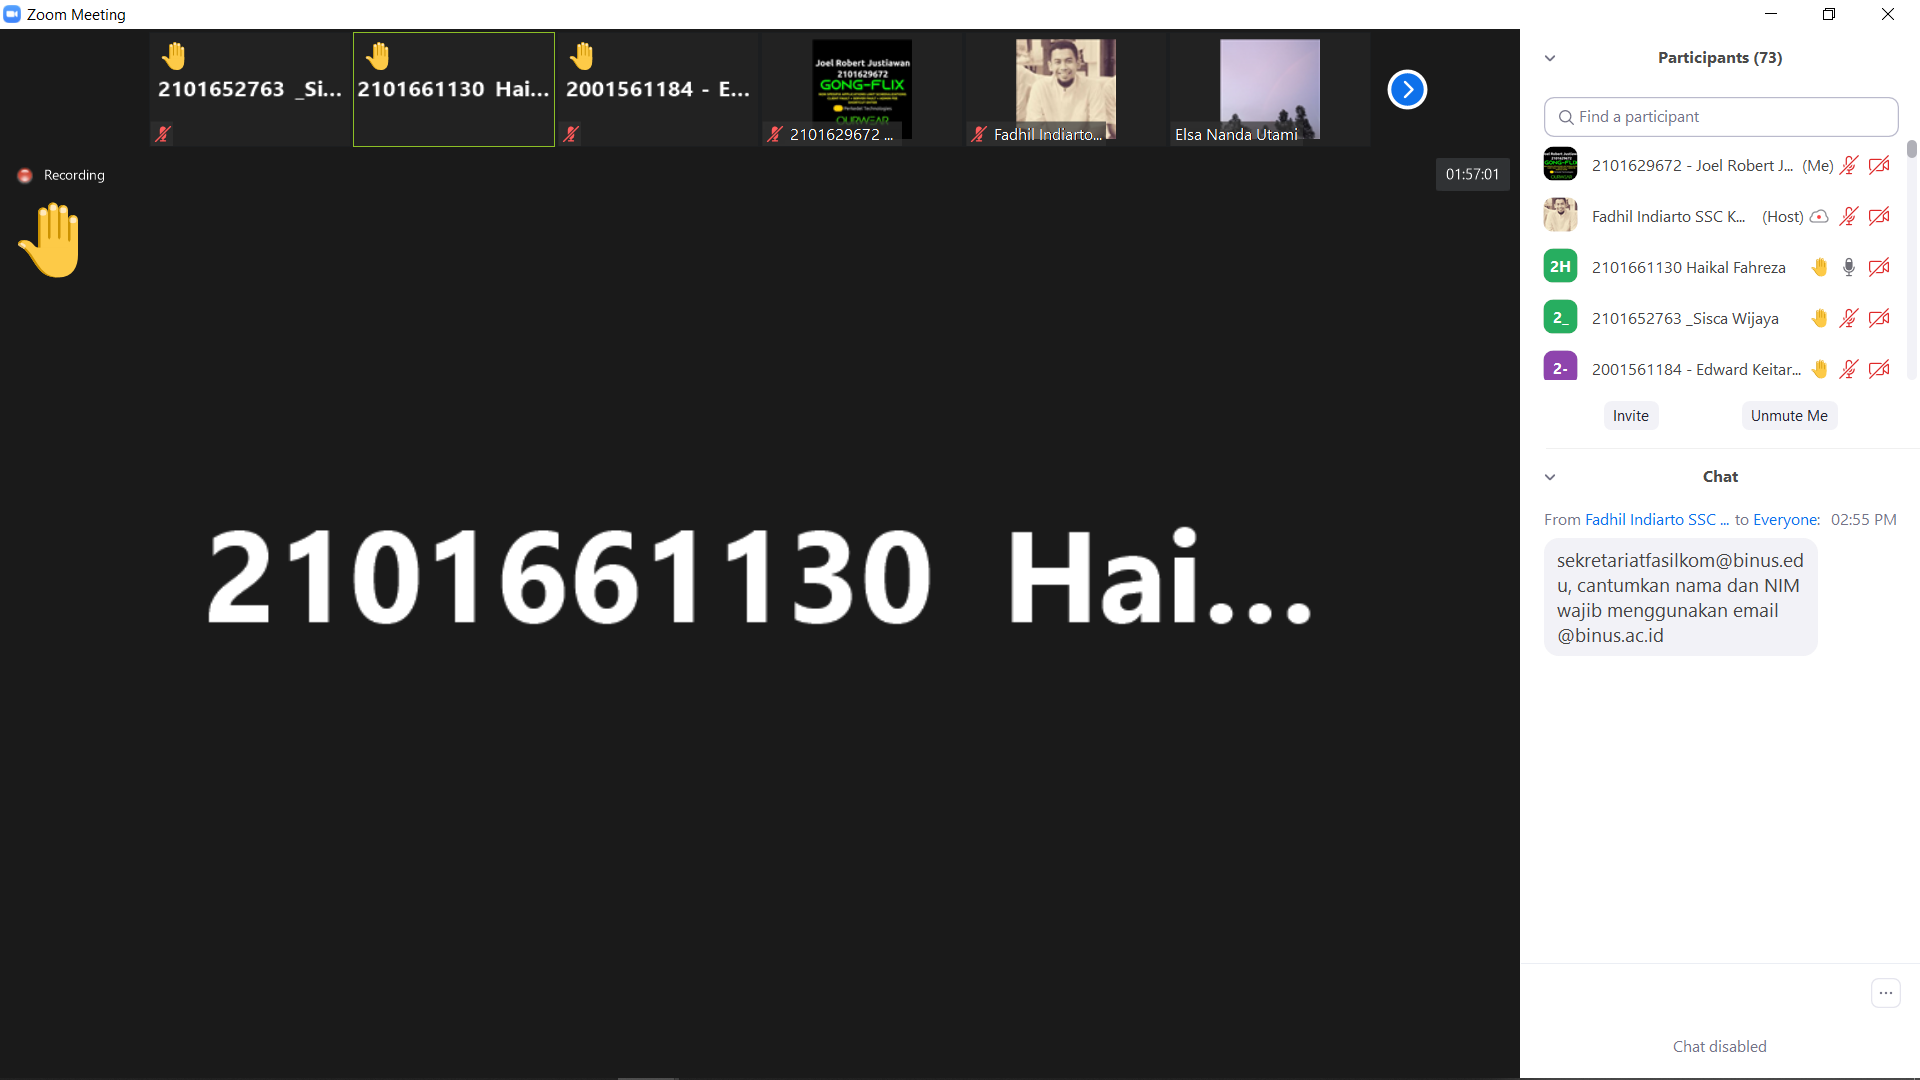 Zoom Meeting
2101652763 _Si...
2101661130 Hai...
2001561184 - E...
Joel Robert Justiawan
2101629672
GONG-FLIX
OURWEAR
2101629672 ...
Fadhil Indiarto...
Elsa Nanda Utami
Recording
01:57:01
2101661130 Hai...
Participants (73)
Find a participant
2101629672 - Joel Robert J... (Me)
Fadhil Indiarto SSC K... (Host)
2H 2101661130 Haikal Fahreza
2_ 2101652763 _Sisca Wijaya
2- 2001561184 - Edward Keitar...
Invite
Unmute Me
Chat
From Fadhil Indiarto SSC ... to Everyone: 02:55 PM
sekretariatfasilkom@binus.ed
u, cantumkan nama dan NIM
wajib menggunakan email
@binus.ac.id
Chat disabled